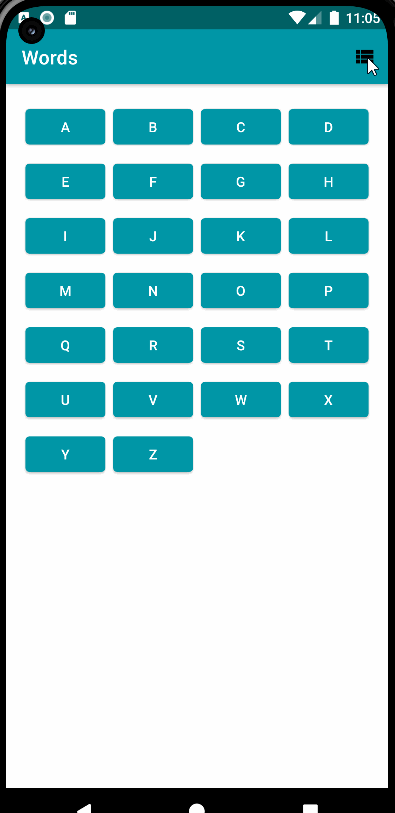 11:05
Words
A B C D
E F G H
I J K L
M N O P
Q R S T
U V W X
Y Z